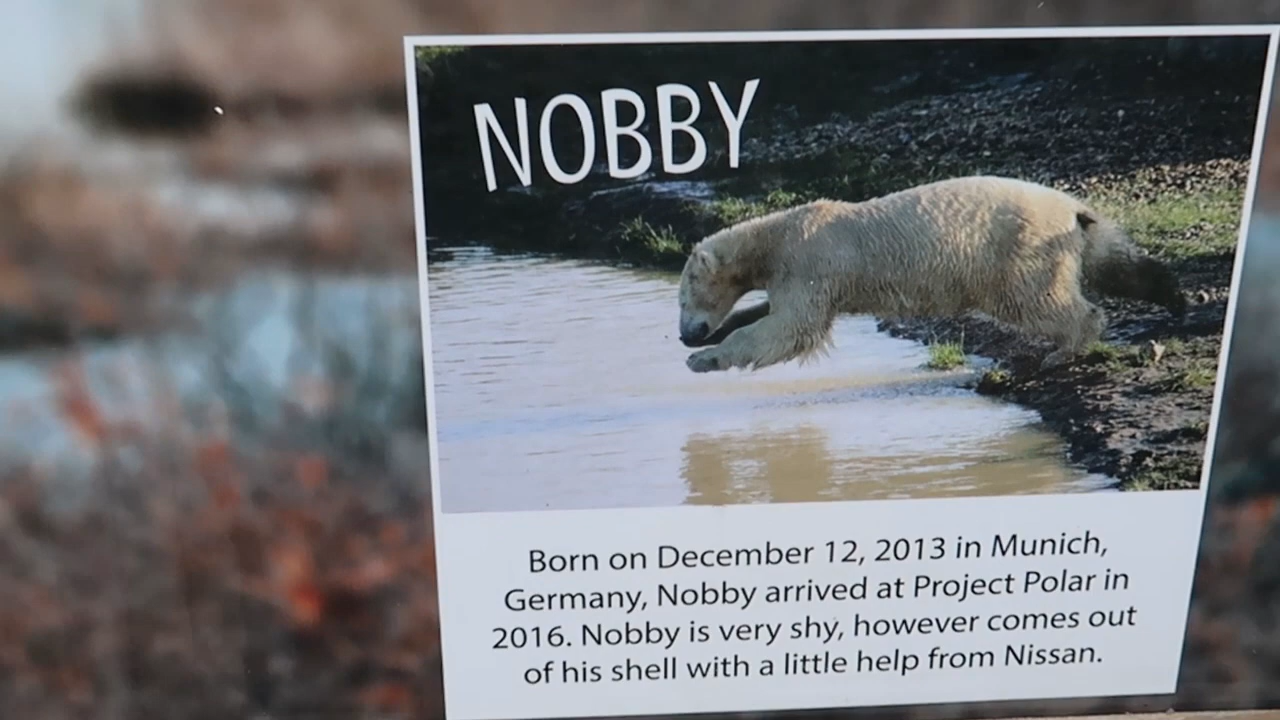 NOBBY
Born on December 12, 2013 in Munich,
Germany, Nobby arrived at Project Polar in
2016. Nobby is very shy, however comes out
of his shell with a little help from Nissan.